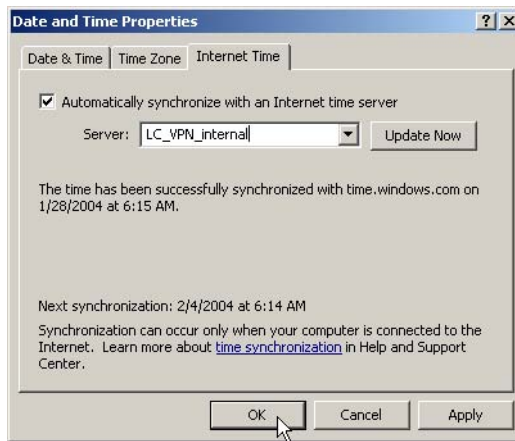 Date and Time Properties
Date & Time Time Zone Internet Time
Automatically synchronize with an Internet time server
Server: LC_VPN_internal Update Now
The time has been successfully synchronized with time.windows.com on
1/28/2004 at 6:15 AM.
Next synchronization: 2/4/2004 at 6:14 AM
Synchronization can occur only when your computer is connected to the
Internet. Learn more about time synchronization in Help and Support
Center.
OK Cancel Apply